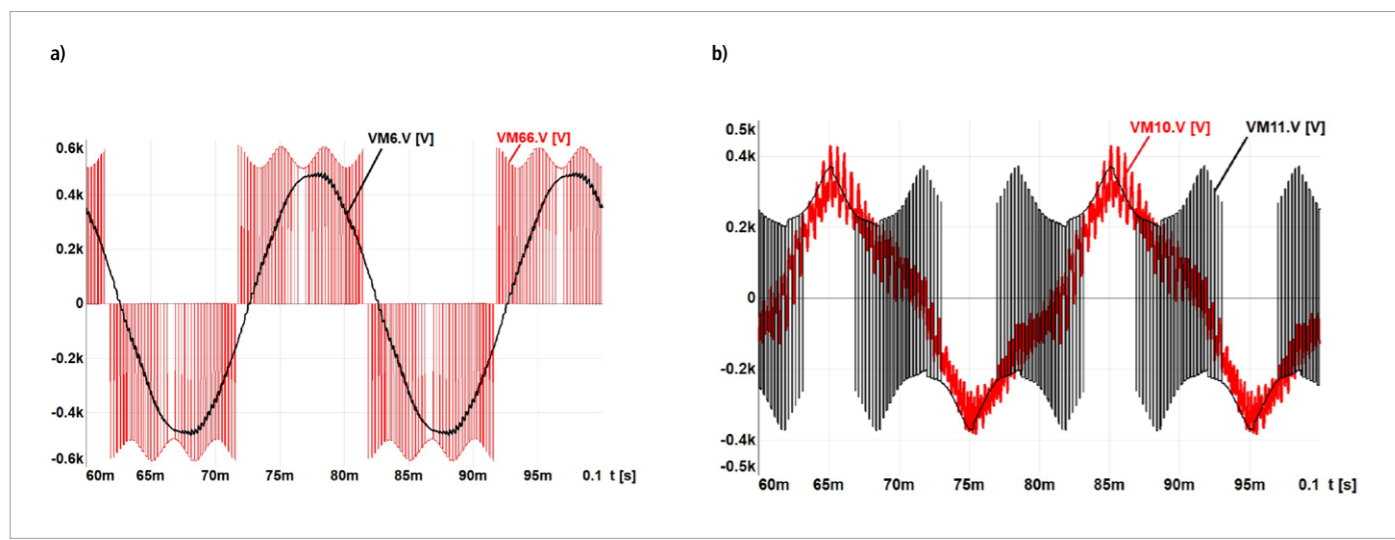 a)
VM6.V [V]
VM66.V [V]
0.6k
0.4k
0.2k
0
-0.2k
-0.4k
-0.6k
60m 65m 70m 75m 80m 85m 90m 95m 0.1 t [s]
b)
VM10.V [V]
VM11.V [V]
0.5k
0.4k
0.2k
0
-0.2k
-0.4k
-0.5k
60m 65m 70m 75m 85m 85m 95m 0.1 t [s]